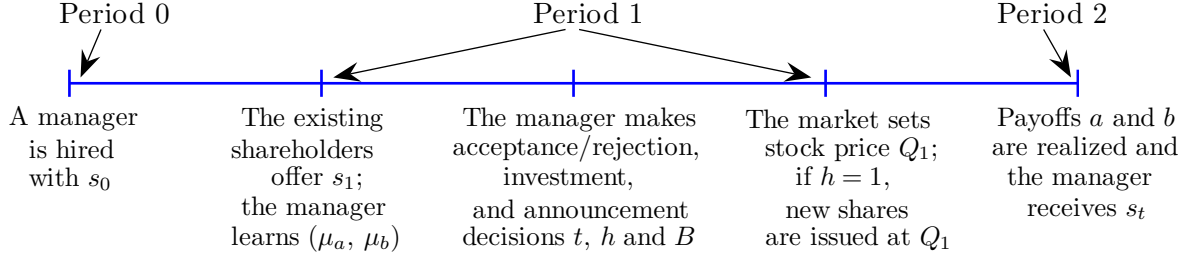 Period 0
Period 1
Period 2
A manager
is hired
with s₀
The existing
shareholders
offer s₁;
the manager
learns (μₐ, μ_b)
The manager makes
acceptance/rejection,
investment,
and announcement
decisions t, h and B
The market sets
stock price Q₁;
if h = 1,
new shares
are issued at Q₁
Payoffs a and b
are realized and
the manager
receives sₜ